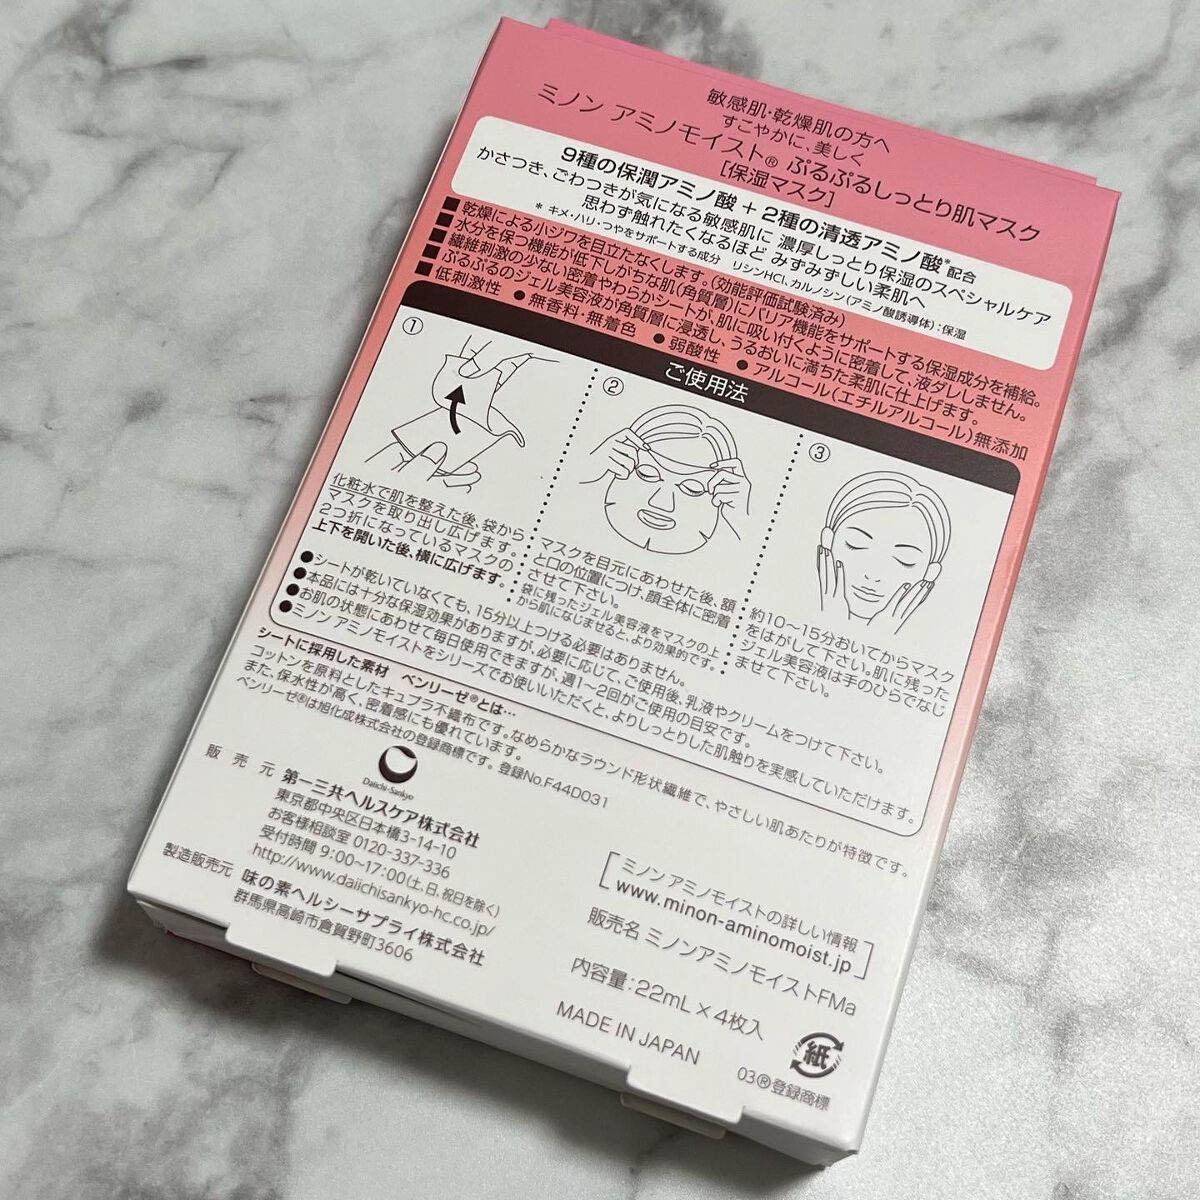 敏感肌・乾燥肌の方へ
すこやかに、美しく
ミノン アミノモイスト® ぷるぷるしっとり肌マスク
[保湿マスク]
9種の保潤アミノ酸 + 2種の清透アミノ酸*配合
かさつき、ごわつきが気になる敏感肌に 濃厚しっとり保湿のスペシャルケア
思わず触れたくなるほど みずみずしい柔肌へ
* キメ・ハリ・つやをサポートする成分 リシンHCl、カルノシン(アミノ酸誘導体):保湿
■乾燥による小ジワを目立たなくします。(効能評価試験済み)
■水分を保つ機能が低下しがちな肌(角質層)にバリア機能をサポートする保湿成分を補給。
■繊維刺激の少ない密着やわらかシートが、肌に吸い付くように密着して、液ダレしません。
■ぷるぷるのジェル美容液が角質層に浸透し、うるおいに満ちた柔肌に仕上げます。
■低刺激性 ●無香料・無着色 ●弱酸性 ●アルコール(エチルアルコール)無添加
ご使用法
①
化粧水で肌を整えた後、袋から
マスクを取り出し広げます。
2つ折になっているマスクの
上下を開いた後、横に広げます。
②
マスクを目元にあわせた後、額
と口の位置につけ、顔全体に密着
させて下さい。
袋に残ったジェル美容液をマスクの上
から肌になじませると、より効果的です。
③
約10〜15分おいてからマスク
をはがして下さい。肌に残った
ジェル美容液は手のひらでなじ
ませて下さい。
●シートが乾いていなくても、15分以上つける必要はありません。
●本品には十分な保湿効果がありますが、必要に応じて、ご使用後、乳液やクリームをつけて下さい。
●お肌の状態にあわせて毎日使用できますが、週1〜2回がご使用の目安です。
●ミノン アミノモイストをシリーズでお使いいただくと、よりしっとりした肌触りを実感していただけます。
シートに採用した素材 ベンリーゼ®とは…
コットンを原料としたキュプラ不織布です。なめらかなラウンド形状繊維で、やさしい肌あたりが特徴です。
また、保水性が高く、密着感にも優れています。
ベンリーゼ®は旭化成株式会社の登録商標です。登録No.F44D031
Daiichi-Sankyo
販売元 第一三共ヘルスケア株式会社
東京都中央区日本橋3-14-10
お客様相談室 0120-337-336
受付時間 9:00〜17:00(土、日、祝日を除く)
http://www.daiichisankyo-hc.co.jp/
製造販売元 味の素ヘルシーサプライ株式会社
群馬県高崎市倉賀野町3606
ミノン アミノモイストの詳しい情報
www.minon-aminomoist.jp
販売名 ミノンアミノモイストFMa
内容量:22mL×4枚入
MADE IN JAPAN
紙
03®登録商標